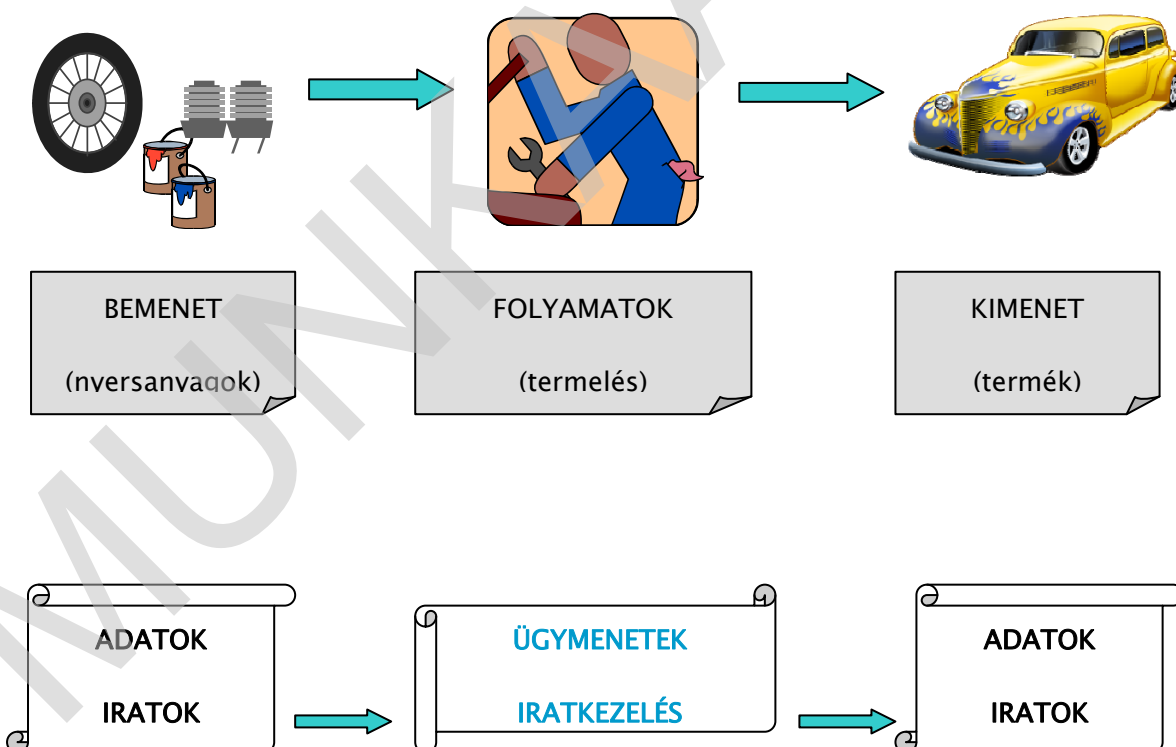 BEMENET
(nyersanyagok)
FOLYAMATOK
(termelés)
KIMENET
(termék)
ADATOK
IRATOK
ÜGYMENETEK
IRATKEZELÉS
ADATOK
IRATOK